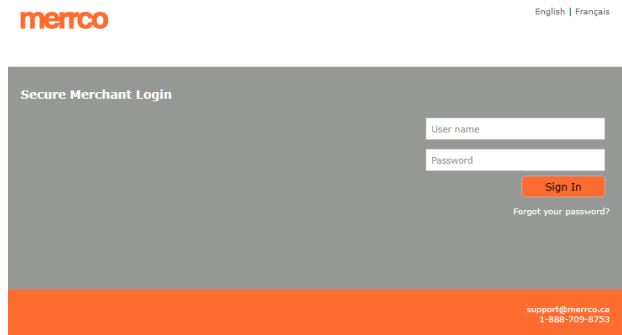 merrco
English | Français
Secure Merchant Login
User name
Password
Sign In
Forgot your password?
support@merrco.ca
1-888-709-8753